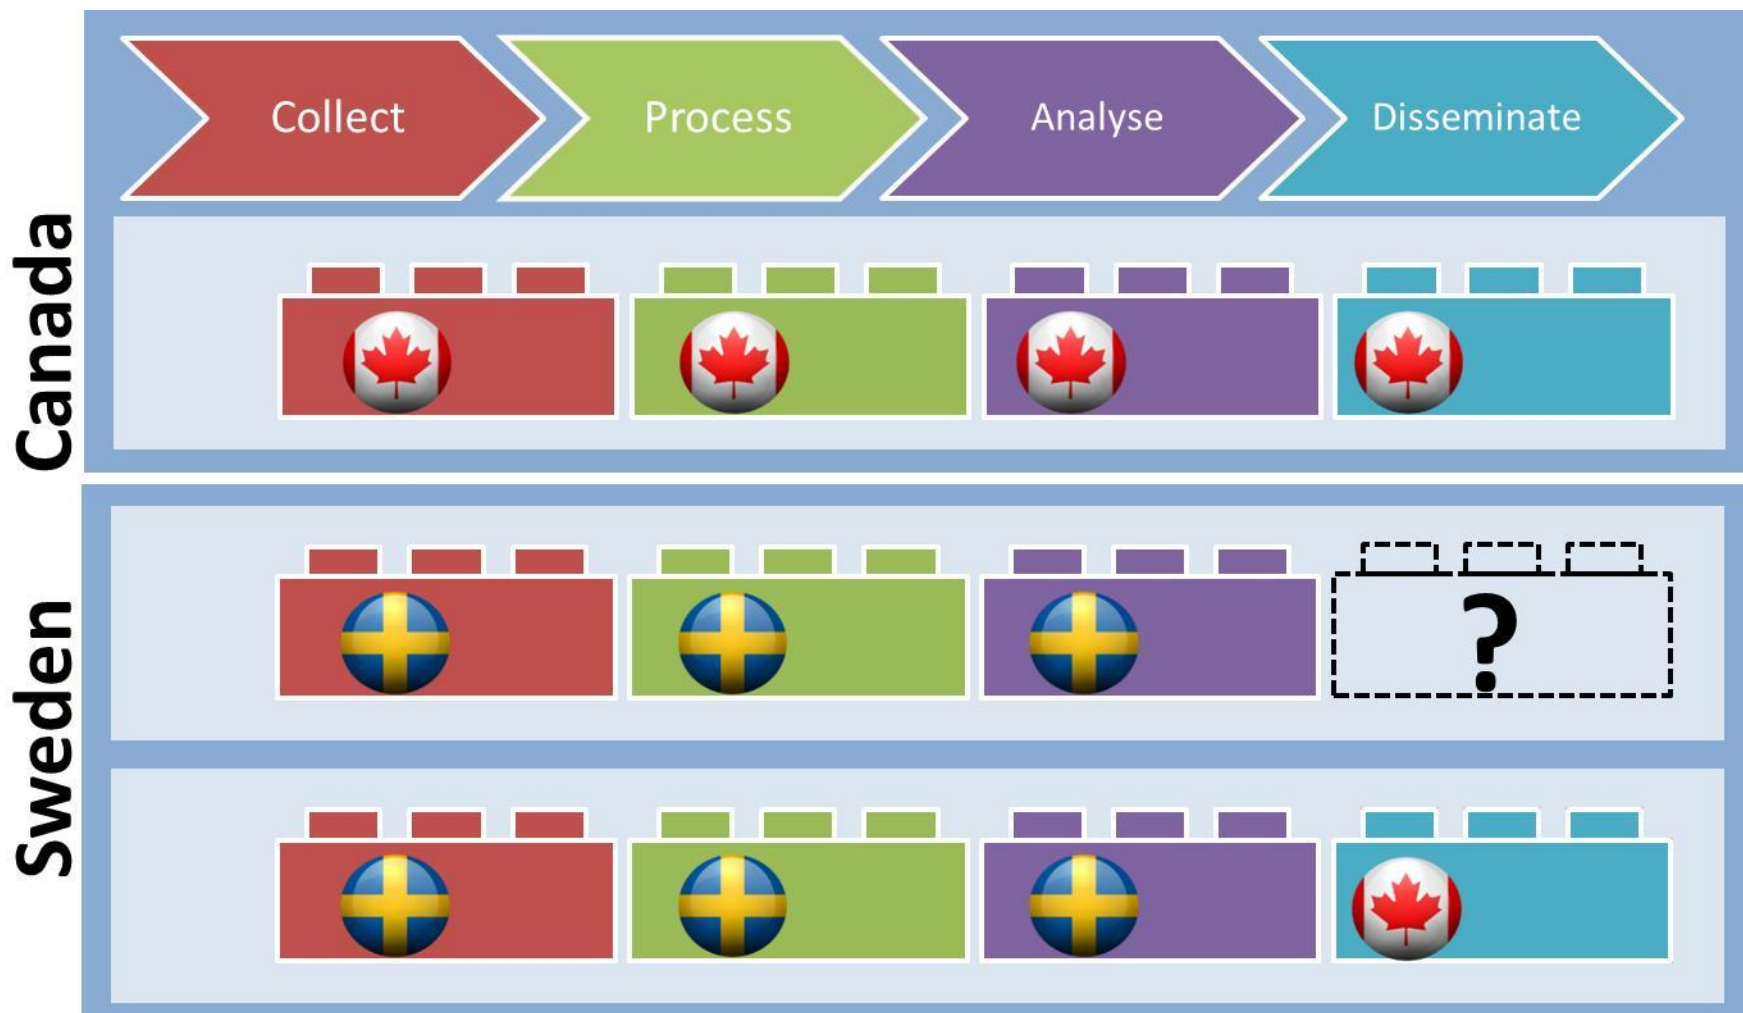 Collect
Process
Analyse
Disseminate
Canada
Sweden
?